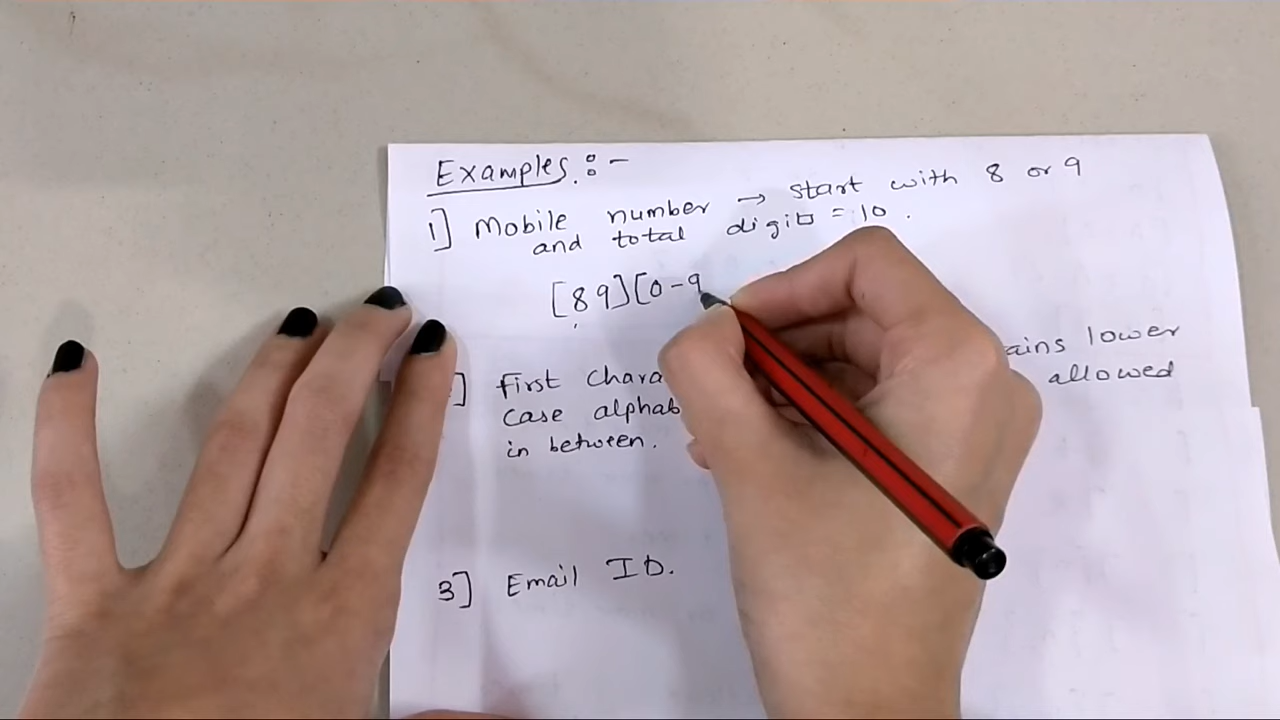 Examples :-
1] Mobile number → start with 8 or 9
and total digits = 10.
[89][0-9
] First chara ains lower
case alphab allowed
in between.
3] Email ID.